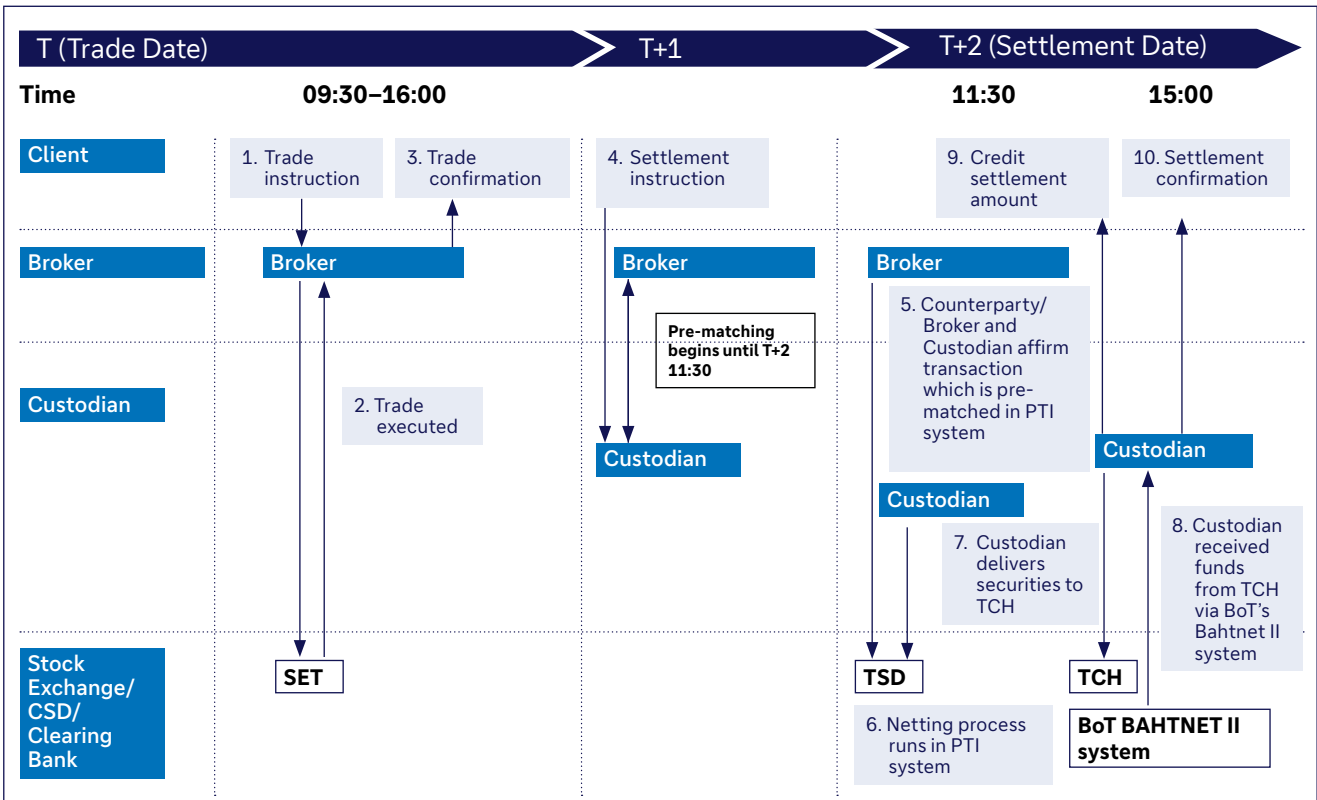 T (Trade Date)
T+1
T+2 (Settlement Date)
Time
09:30–16:00
11:30
15:00
Client
1. Trade
instruction
3. Trade
confirmation
4. Settlement
instruction
9. Credit
settlement
amount
10. Settlement
confirmation
Broker
Broker
Broker
Broker
Pre-matching
begins until T+2
11:30
5. Counterparty/
Broker and
Custodian affirm
transaction
which is pre-
matched in PTI
system
Custodian
2. Trade
executed
Custodian
Custodian
Custodian
7. Custodian
delivers
securities to
TCH
8. Custodian
received
funds
from TCH
via BoT's
Bahtnet II
system
Stock
Exchange/
CSD/
Clearing
Bank
SET
TSD
TCH
6. Netting process
runs in PTI
system
BoT BAHTNET II
system